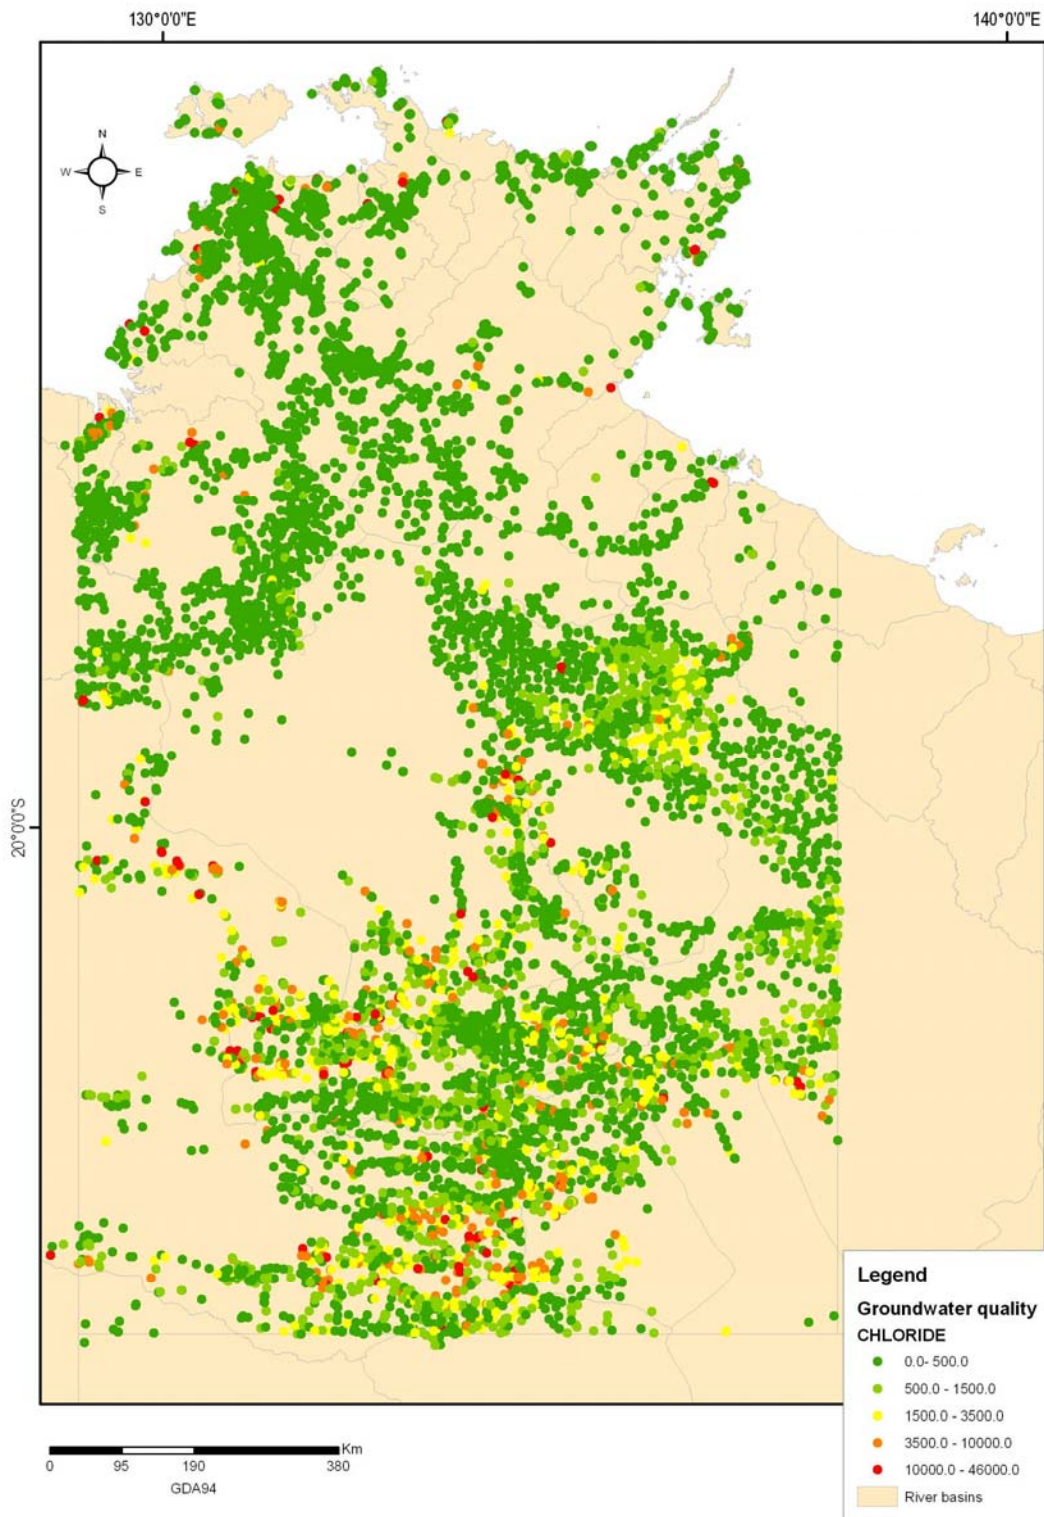 130°0'0"E 140°0'0"E
N
W E
S
20°0'0"S
Legend
Groundwater quality
CHLORIDE
0.0- 500.0
500.0 - 1500.0
1500.0 - 3500.0
3500.0 - 10000.0
10000.0 - 46000.0
River basins
Km
0 95 190 380
GDA94